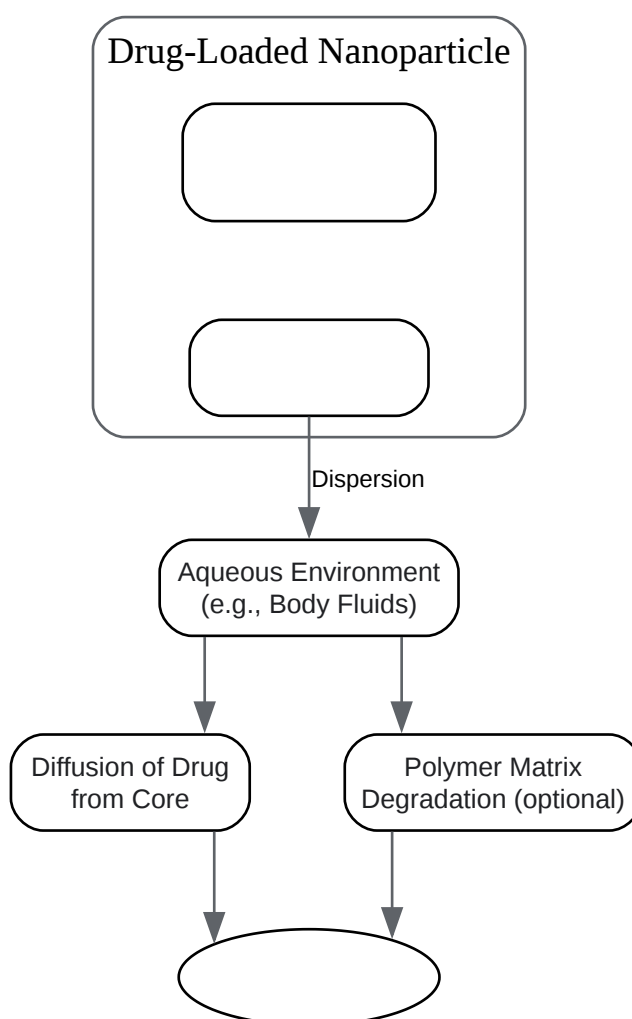 Drug-Loaded Nanoparticle
Dispersion
Aqueous Environment
(e.g., Body Fluids)
Diffusion of Drug
from Core
Polymer Matrix
Degradation (optional)